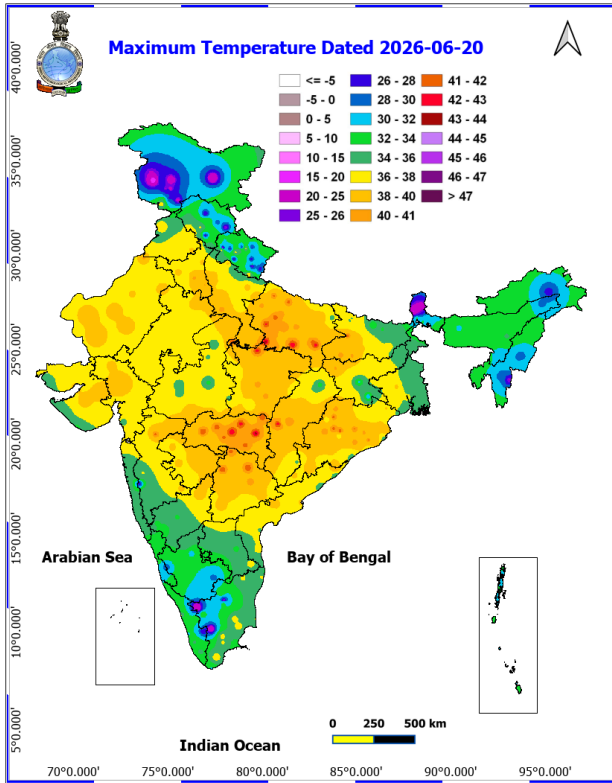 Maximum Temperature Dated 2026-06-20
<= -5
-5 - 0
0 - 5
5 - 10
10 - 15
15 - 20
20 - 25
25 - 26
26 - 28
28 - 30
30 - 32
32 - 34
34 - 36
36 - 38
38 - 40
40 - 41
41 - 42
42 - 43
43 - 44
44 - 45
45 - 46
46 - 47
> 47
40°0.000'
35°0.000'
30°0.000'
25°0.000'
20°0.000'
15°0.000'
10°0.000'
5°0.000'
Arabian Sea
Bay of Bengal
Indian Ocean
0 250 500 km
70°0.000' 75°0.000' 80°0.000' 85°0.000' 90°0.000' 95°0.000'